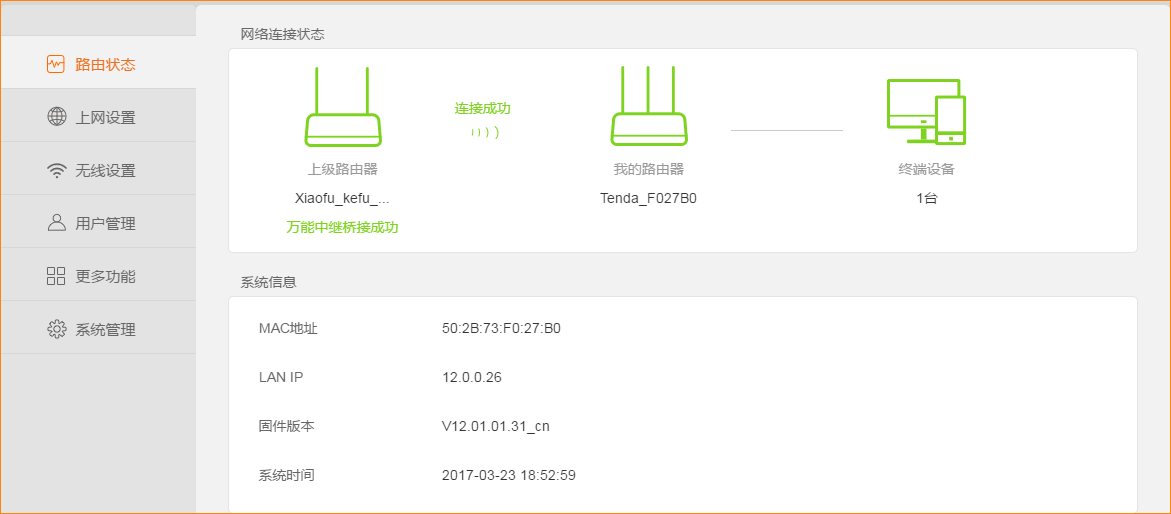 路由状态
上网设置
无线设置
用户管理
更多功能
系统管理
网络连接状态
连接成功
上级路由器
我的路由器
终端设备
Xiaofu_kefu_...
Tenda_F027B0
1台
万能中继桥接成功
系统信息
MAC地址 50:2B:73:F0:27:B0
LAN IP 12.0.0.26
固件版本 V12.01.01.31_cn
系统时间 2017-03-23 18:52:59